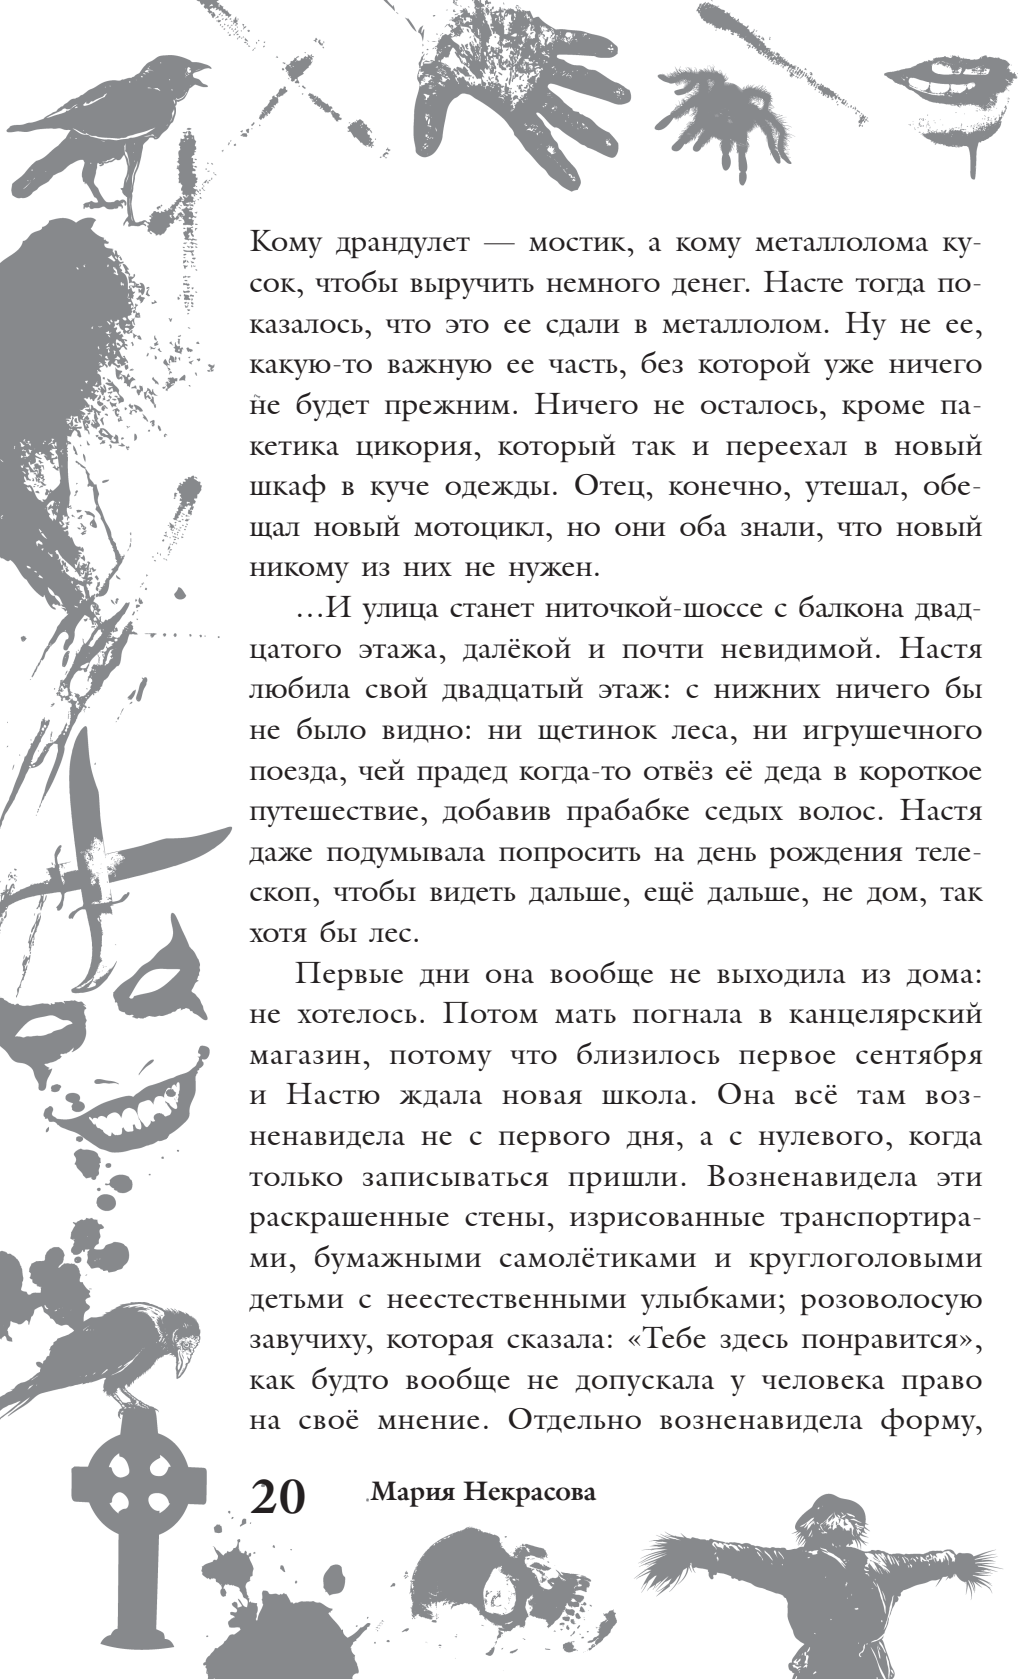 Кому драндулет — мостик, а кому металлолома ку-
сок, чтобы выручить немного денег. Насте тогда по-
казалось, что это ее сдали в металлолом. Ну не ее,
какую-то важную ее часть, без которой уже ничего
не будет прежним. Ничего не осталось, кроме па-
кетика цикория, который так и переехал в новый
шкаф в куче одежды. Отец, конечно, утешал, обе-
щал новый мотоцикл, но они оба знали, что новый
никому из них не нужен.
…И улица станет ниточкой-шоссе с балкона двад-
цатого этажа, далёкой и почти невидимой. Настя
любила свой двадцатый этаж: с нижних ничего бы
не было видно: ни щетинок леса, ни игрушечного
поезда, чей прадед когда-то отвёз её деда в короткое
путешествие, добавив прабабке седых волос. Настя
даже подумывала попросить на день рождения теле-
скоп, чтобы видеть дальше, ещё дальше, не дом, так
хотя бы лес.
Первые дни она вообще не выходила из дома:
не хотелось. Потом мать погнала в канцелярский
магазин, потому что близилось первое сентября
и Настю ждала новая школа. Она всё там воз-
ненавидела не с первого дня, а с нулевого, когда
только записываться пришли. Возненавидела эти
раскрашенные стены, изрисованные транспортира-
ми, бумажными самолётиками и круглоголовыми
детьми с неестественными улыбками; розоволосую
завучиху, которая сказала: «Тебе здесь понравится»,
как будто вообще не допускала у человека право
на своё мнение. Отдельно возненавидела форму,
20 Мария Некрасова